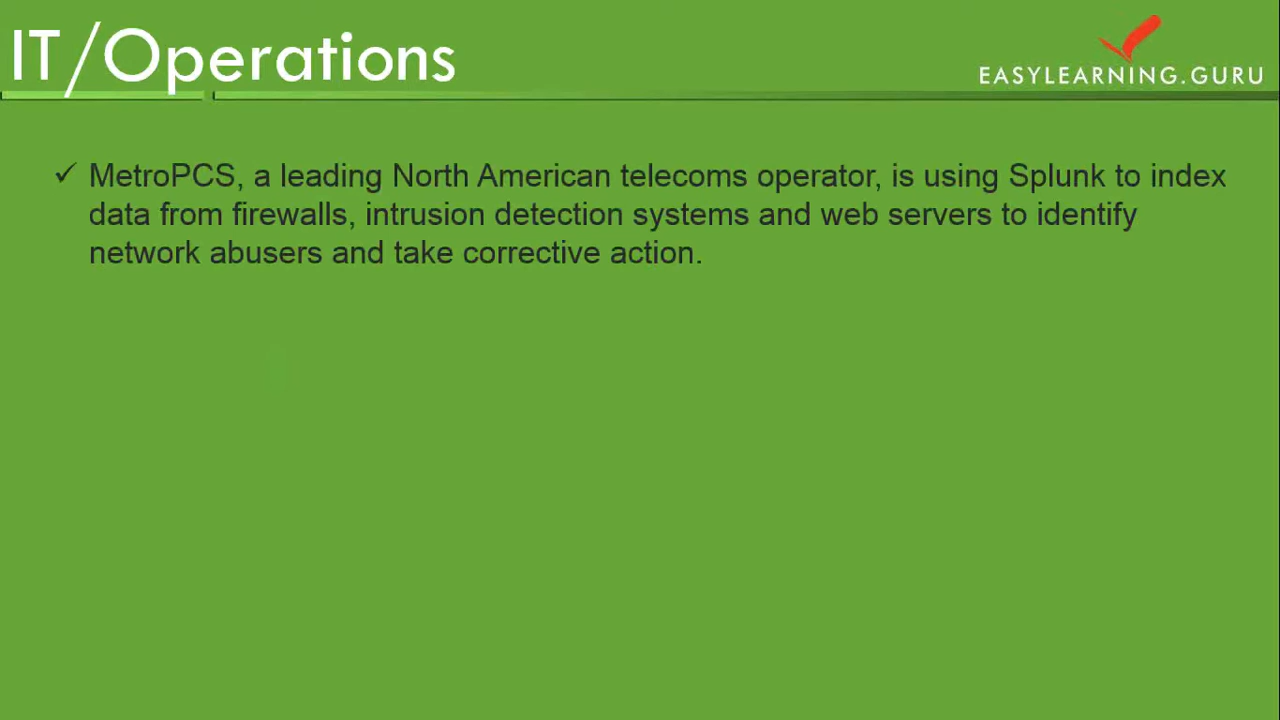 IT/Operations
EASYLEARNING.GURU
✓ MetroPCS, a leading North American telecoms operator, is using Splunk to index
data from firewalls, intrusion detection systems and web servers to identify
network abusers and take corrective action.